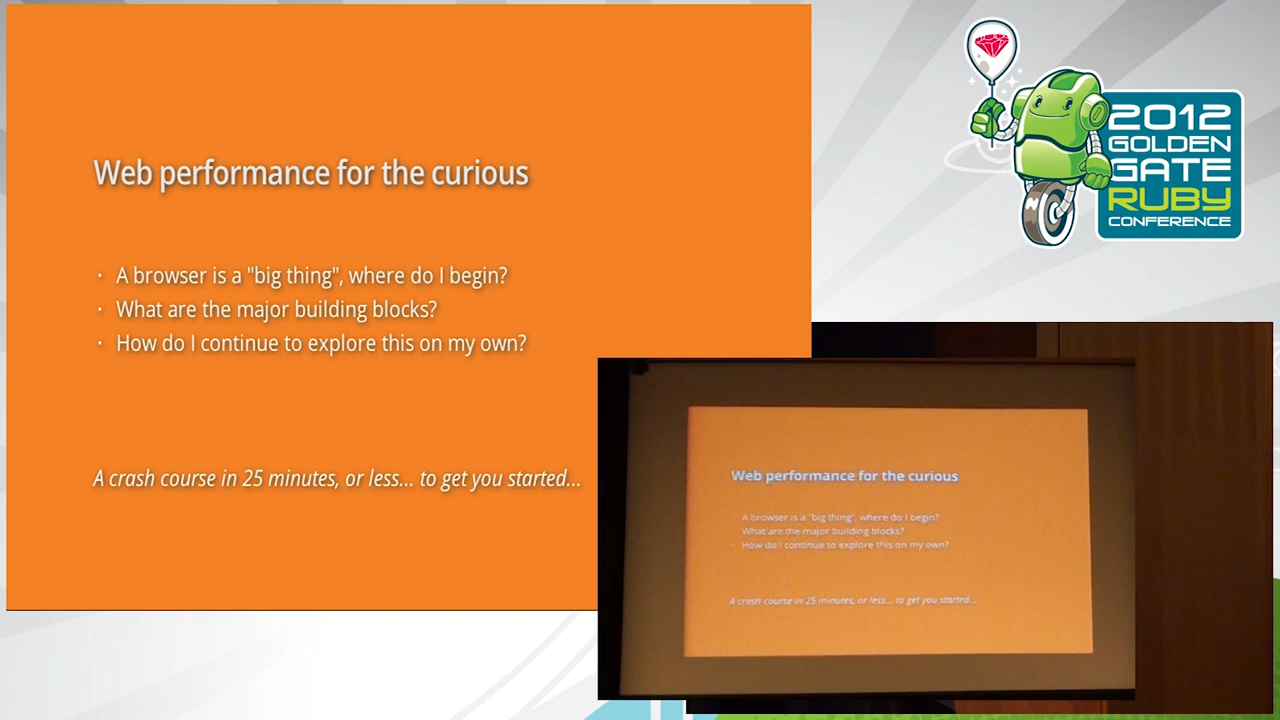 Web performance for the curious
· A browser is a "big thing", where do I begin?
· What are the major building blocks?
· How do I continue to explore this on my own?
A crash course in 25 minutes, or less... to get you started...
2012
GOLDEN
GATE
RUBY
CONFERENCE
Web performance for the curious
· A browser is a "big thing", where do I begin?
· What are the major building blocks?
· How do I continue to explore this on my own?
A crash course in 25 minutes, or less... to get you started...